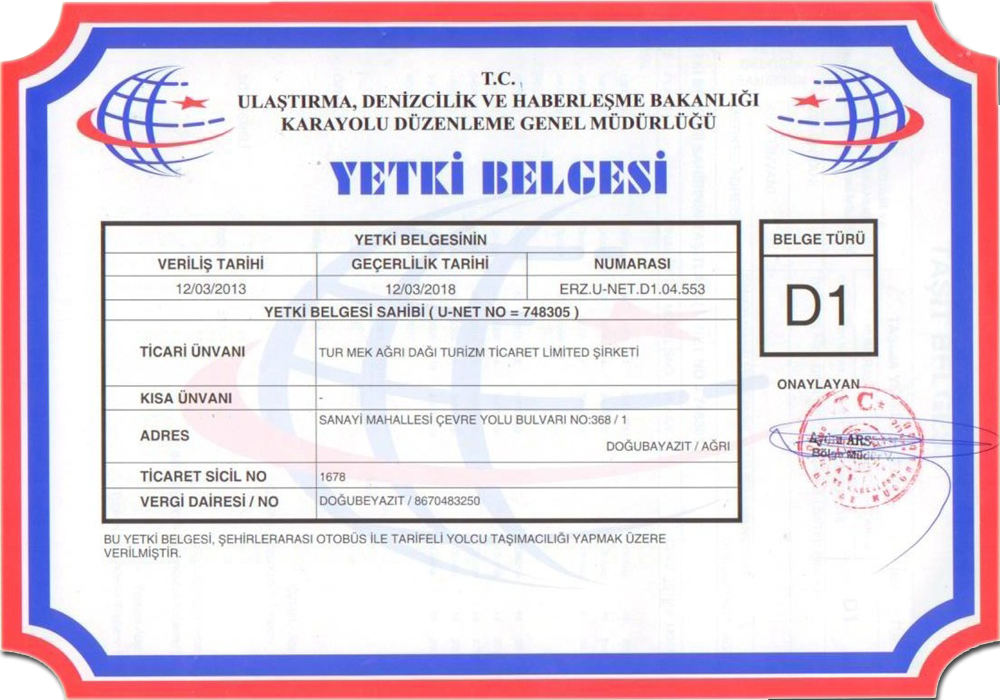 T.C.
ULAŞTIRMA, DENİZCİLİK VE HABERLEŞME BAKANLIĞI
KARAYOLU DÜZENLEME GENEL MÜDÜRLÜĞÜ
YETKİ BELGESİ
YETKİ BELGESİNİN
VERİLİŞ TARİHİ GEÇERLİLİK TARİHİ NUMARASI
12/03/2013 12/03/2018 ERZ.U-NET.D1.04.553
YETKİ BELGESİ SAHİBİ ( U-NET NO = 748305 )
TİCARİ ÜNVANI TUR MEK AĞRI DAĞI TURİZM TİCARET LİMİTED ŞİRKETİ
KISA ÜNVANI -
ADRES SANAYİ MAHALLESİ ÇEVRE YOLU BULVARI NO:368 / 1
DOĞUBAYAZIT / AĞRI
TİCARET SİCİL NO 1678
VERGİ DAİRESİ / NO DOĞUBEYAZIT / 8670483250
BELGE TÜRÜ
D1
ONAYLAYAN
T.C.
BU YETKİ BELGESİ, ŞEHİRLERARASI OTOBÜS İLE TARİFELİ YOLCU TAŞIMACILIĞI YAPMAK ÜZERE
VERİLMİŞTİR.